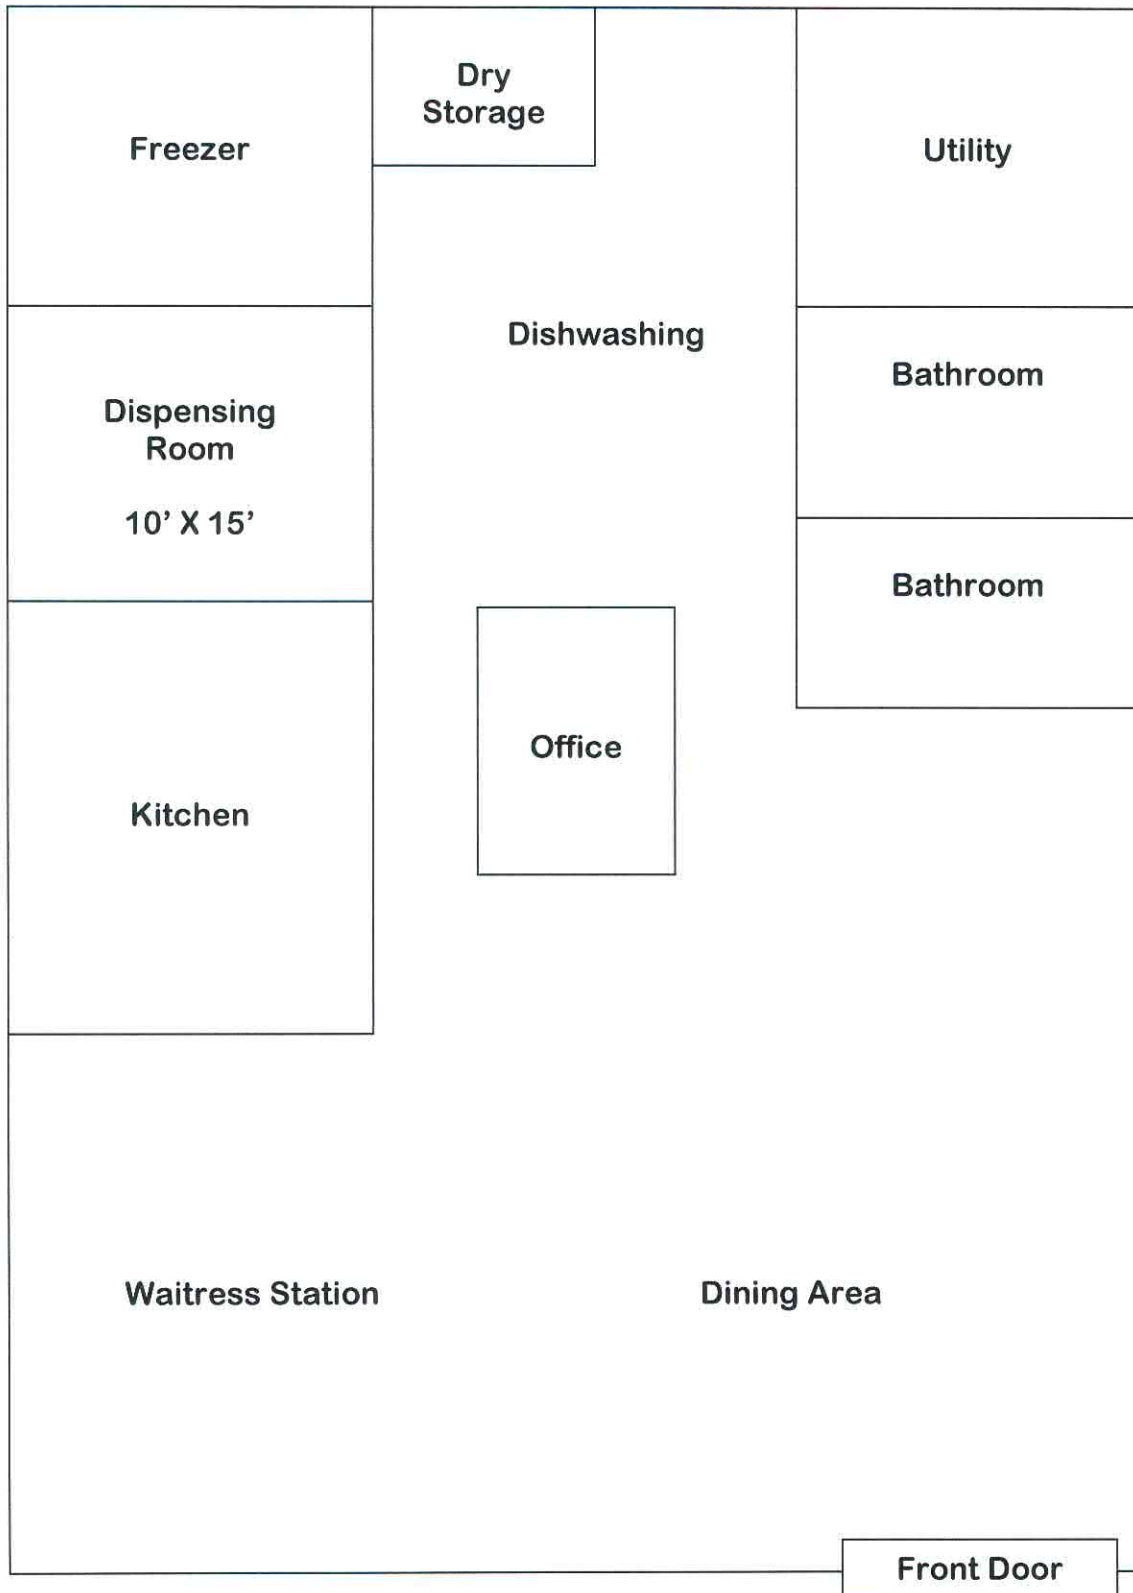 Dry
Storage
Freezer
Utility
Dishwashing
Bathroom
Dispensing
Room
10’ X 15’
Bathroom
Office
Kitchen
Waitress Station
Dining Area
Front Door